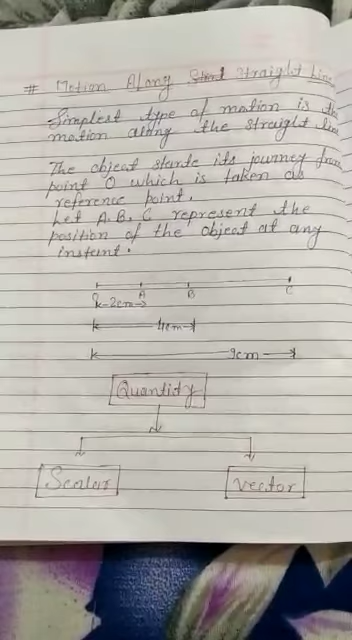 # Motion Along Straight Line
Simplest type of motion is the
motion along the straight line
The object starts its journey from
point O which is taken as
reference point.
Let A, B, C represent the
position of the object at any
instant.
O A B C
2cm
4cm
9cm
Quantity
Scalar Vector